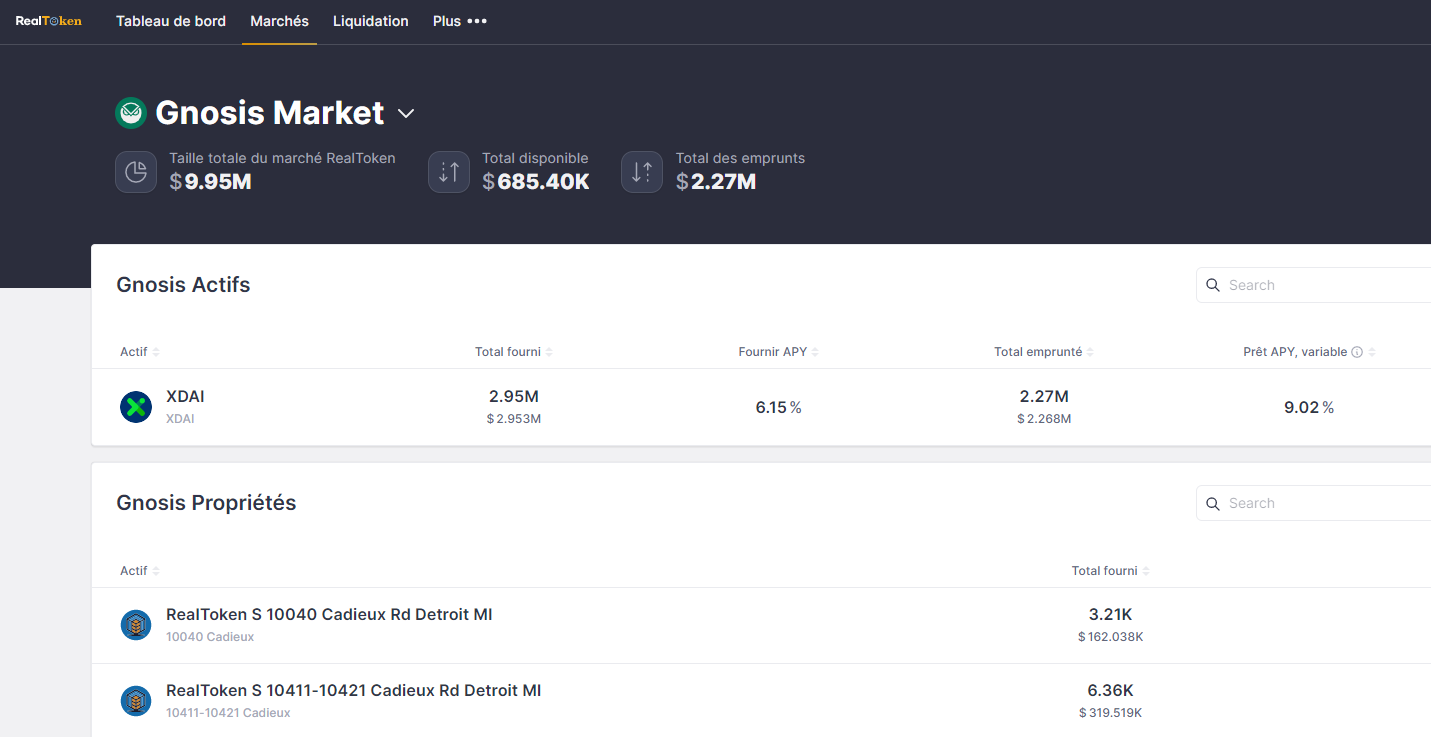 RealToken Tableau de bord Marchés Liquidation Plus •••
Gnosis Market
Taille totale du marché RealToken Total disponible Total des emprunts
$9.95M $685.40K $2.27M
Gnosis Actifs Search
Actif Total fourni Fournir APY Total emprunté Prêt APY, variable
XDAI 2.95M 6.15% 2.27M 9.02%
XDAI $2.953M $2.268M
Gnosis Propriétés Search
Actif Total fourni
RealToken S 10040 Cadieux Rd Detroit MI 3.21K
10040 Cadieux $162.038K
RealToken S 10411-10421 Cadieux Rd Detroit MI 6.36K
10411-10421 Cadieux $319.519K